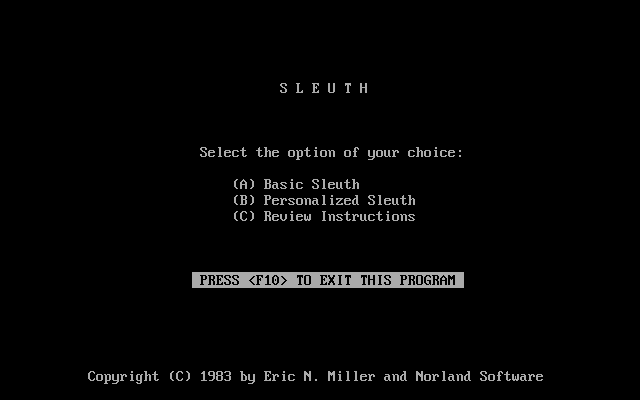 S L E U T H
Select the option of your choice:
(A) Basic Sleuth
(B) Personalized Sleuth
(C) Review Instructions
PRESS <F10> TO EXIT THIS PROGRAM
Copyright (C) 1983 by Eric N. Miller and Norland Software